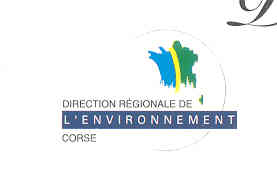 DIRECTION RÉGIONALE DE
L'ENVIRONNEMENT
CORSE